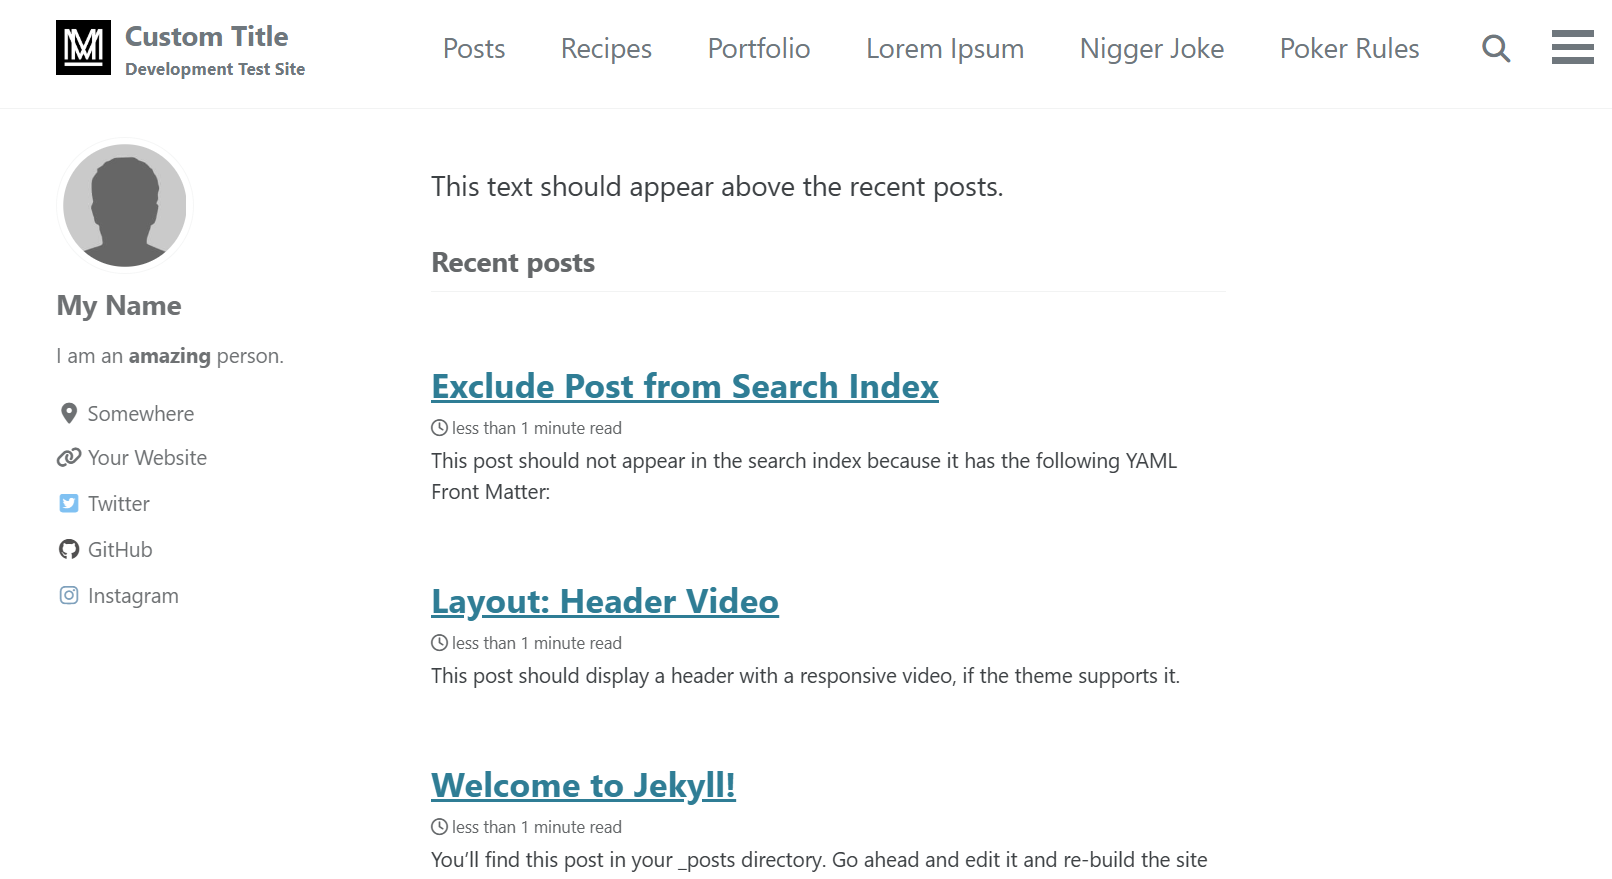 Custom Title
Development Test Site
Posts
Recipes
Portfolio
Lorem Ipsum
Nigger Joke
Poker Rules
My Name
I am an amazing person.
Somewhere
Your Website
Twitter
GitHub
Instagram
This text should appear above the recent posts.
Recent posts
Exclude Post from Search Index
less than 1 minute read
This post should not appear in the search index because it has the following YAML
Front Matter:
Layout: Header Video
less than 1 minute read
This post should display a header with a responsive video, if the theme supports it.
Welcome to Jekyll!
less than 1 minute read
You’ll find this post in your _posts directory. Go ahead and edit it and re-build the site